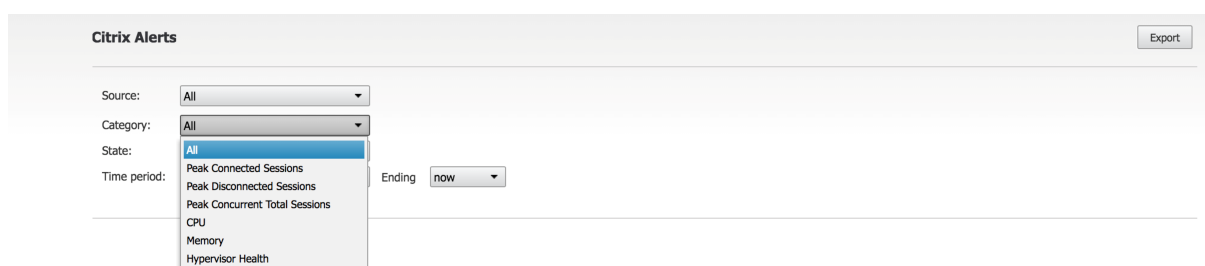 Citrix Alerts
Export
Source: All
Category: All
State:
All
Peak Connected Sessions
Time period:
Ending now
Peak Disconnected Sessions
Peak Concurrent Total Sessions
CPU
Memory
Hypervisor Health